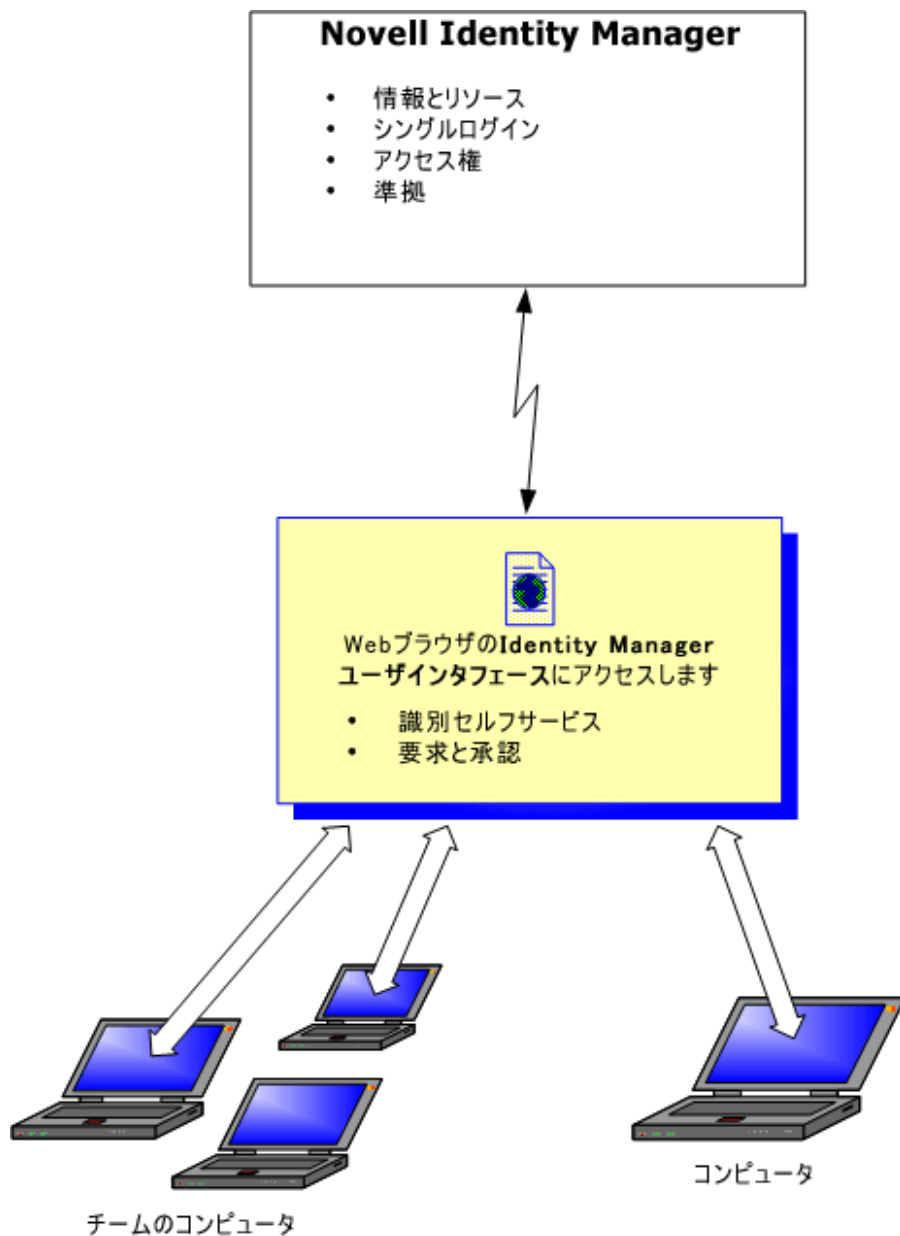 Novell Identity Manager
• 情報とリソース
• シングルログイン
• アクセス権
• 準拠
WebブラウザのIdentity Manager
ユーザインタフェースにアクセスします
• 識別セルフサービス
• 要求と承認
コンピュータ
チームのコンピュータ